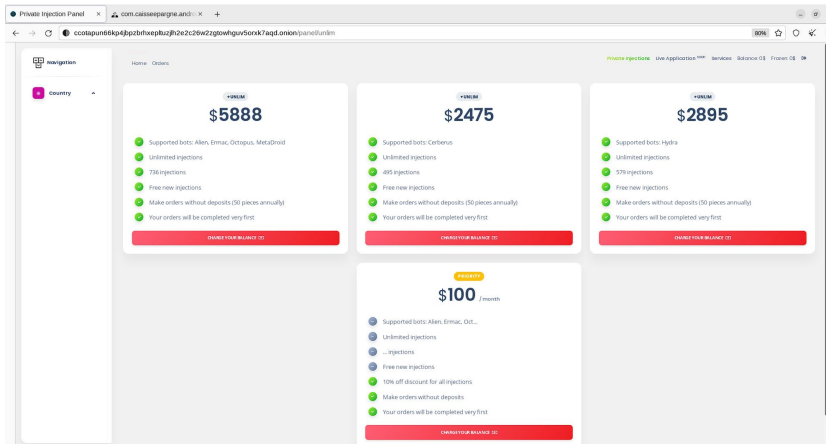 Private Injection Panel
com.caisseepargne.andro
ccotapun66kp4jbpzbrhxepltuzjlh2e2c26w2zgtowhguv5orxk7aqd.onion/panel/unlim
80%
Navigation
Home Orders
Private Injections Live Application Services Balance 0$ Frozen 0$
Country
+UNLIM
$5888
Supported bots: Alien, Ermac, Octopus, MetaDroid
Unlimited injections
736 injections
Free new injections
Make orders without deposits (50 pieces annually)
Your orders will be completed very first
CHARGE YOUR BALANCE
+UNLIM
$2475
Supported bots: Cerberus
Unlimited injections
495 injections
Free new injections
Make orders without deposits (50 pieces annually)
Your orders will be completed very first
CHARGE YOUR BALANCE
+UNLIM
$2895
Supported bots: Hydra
Unlimited injections
579 injections
Free new injections
Make orders without deposits (50 pieces annually)
Your orders will be completed very first
CHARGE YOUR BALANCE
PRIORITY
$100 / month
Supported bots: Alien, Ermac, Oct...
Unlimited injections
... injections
Free new injections
10% off discount for all injections
Make orders without deposits
Your orders will be completed very first
CHARGE YOUR BALANCE